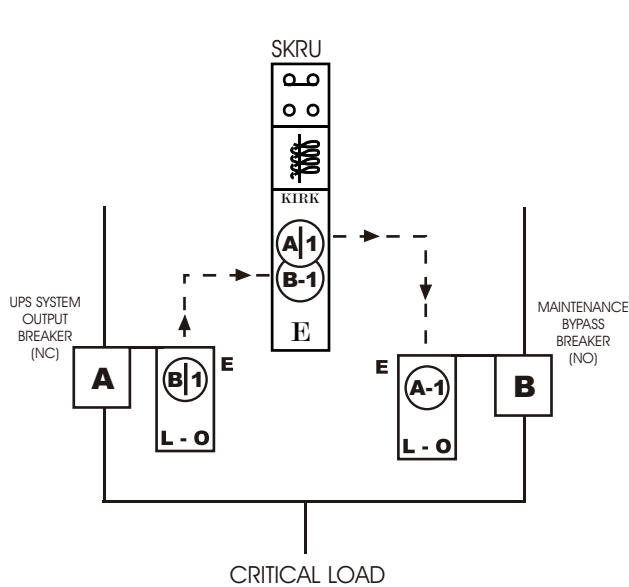 SKRU
KIRK
A|1
B-1
E
UPS SYSTEM
OUTPUT
BREAKER
(NC)
A
B|1
E
L - O
MAINTENANCE
BYPASS
BREAKER
(NO)
E
A-1
B
L - O
CRITICAL LOAD